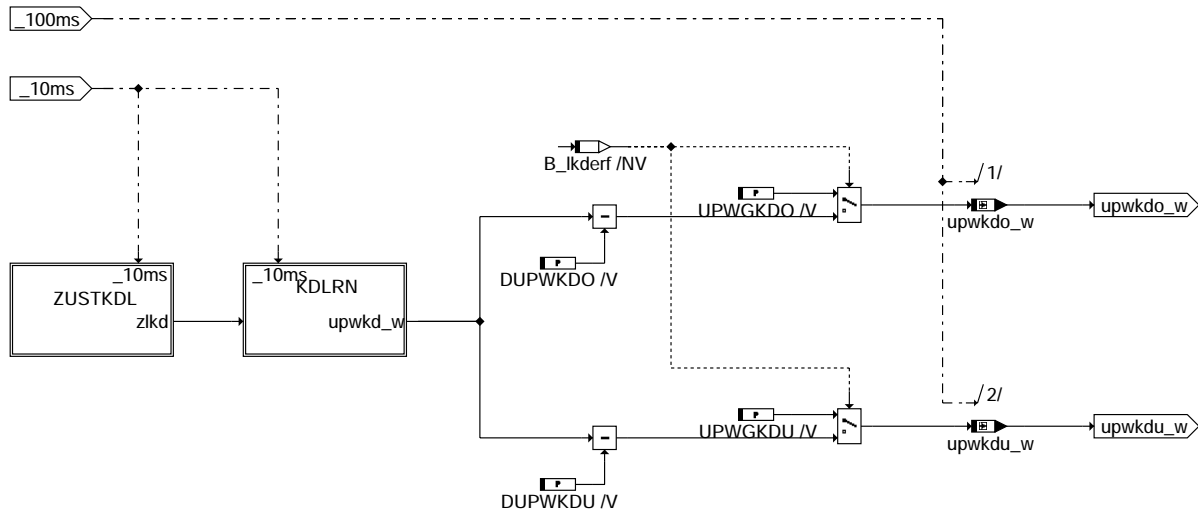 _100ms
_10ms
B_lkderf /NV
/1/
P
UPWGKDO /V
upwkdo_w
upwkdo_w
P
DUPWKDO /V
_10ms
ZUSTKDL
zlkd
_10ms
KDLRN
upwkd_w
/2/
P
UPWGKDU /V
upwkdu_w
upwkdu_w
P
DUPWKDU /V